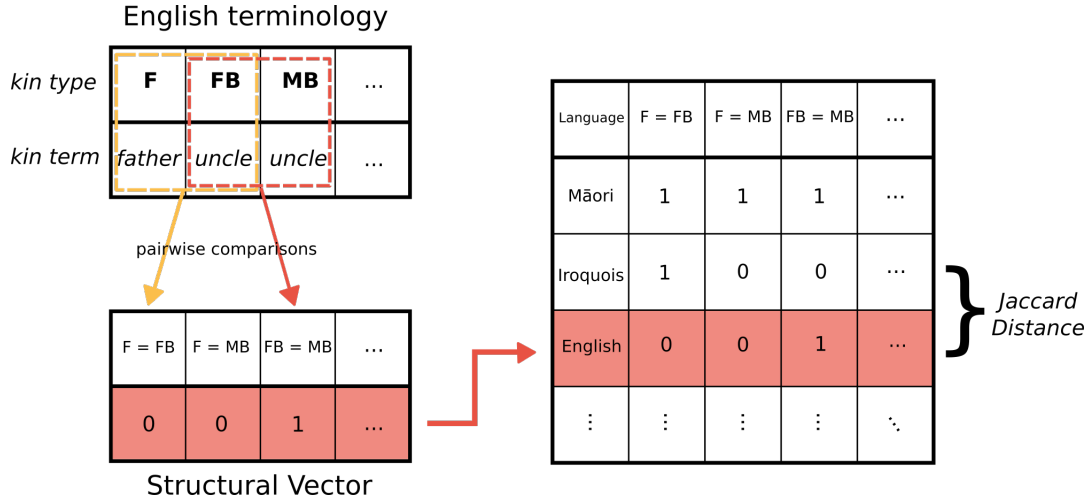 English terminology
kin type F FB MB ...
kin term father uncle uncle ...
pairwise comparisons
F = FB F = MB FB = MB ...
0 0 1 ...
Structural Vector
Language F = FB F = MB FB = MB ...
Māori 1 1 1 ...
Iroquois 1 0 0 ...
English 0 0 1 ...
⋮ ⋮ ⋮ ⋮ ⋱
} Jaccard
Distance